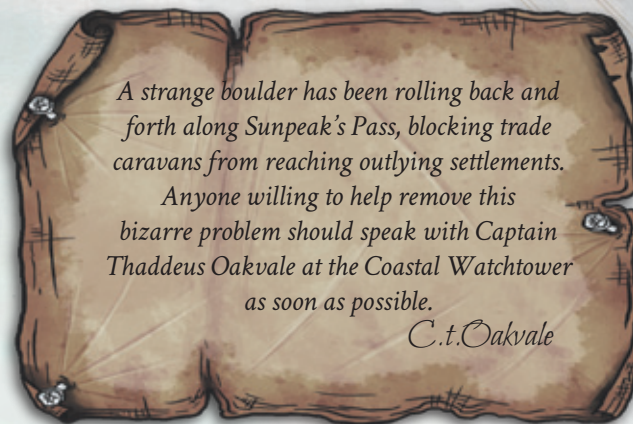 A strange boulder has been rolling back and
forth along Sunpeak’s Pass, blocking trade
caravans from reaching outlying settlements.
Anyone willing to help remove this
bizarre problem should speak with Captain
Thaddeus Oakvale at the Coastal Watchtower
as soon as possible.
C.t.Oakvale